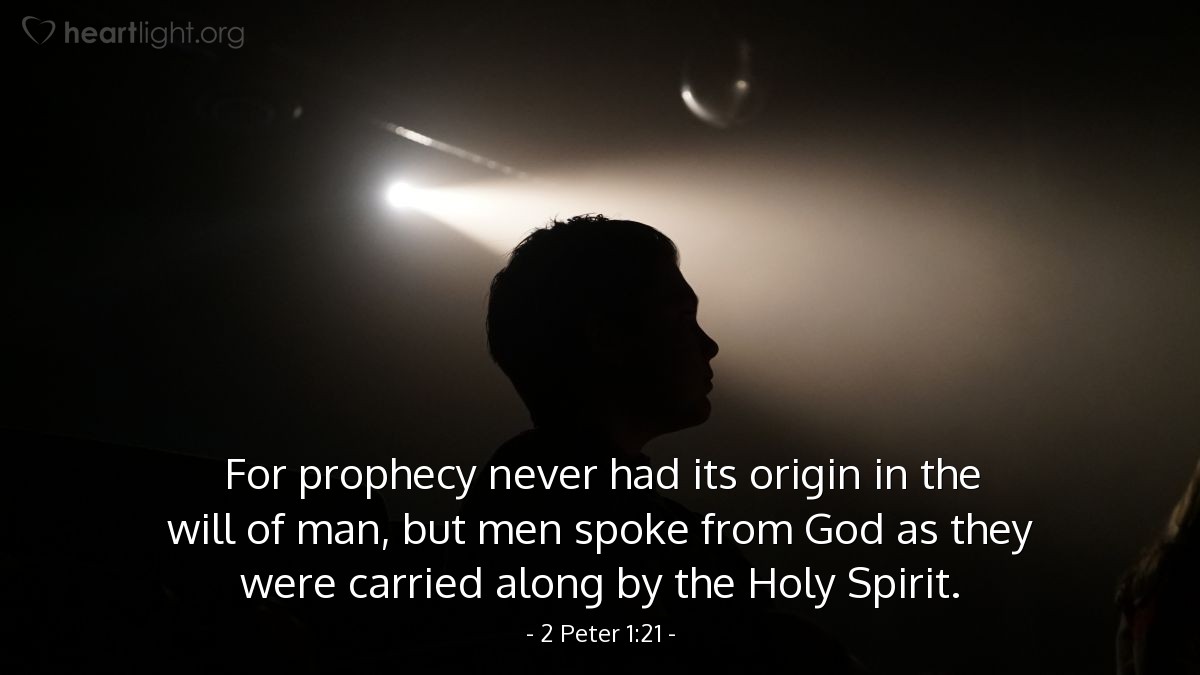 heartlight.org
For prophecy never had its origin in the
will of man, but men spoke from God as they
were carried along by the Holy Spirit.
- 2 Peter 1:21 -